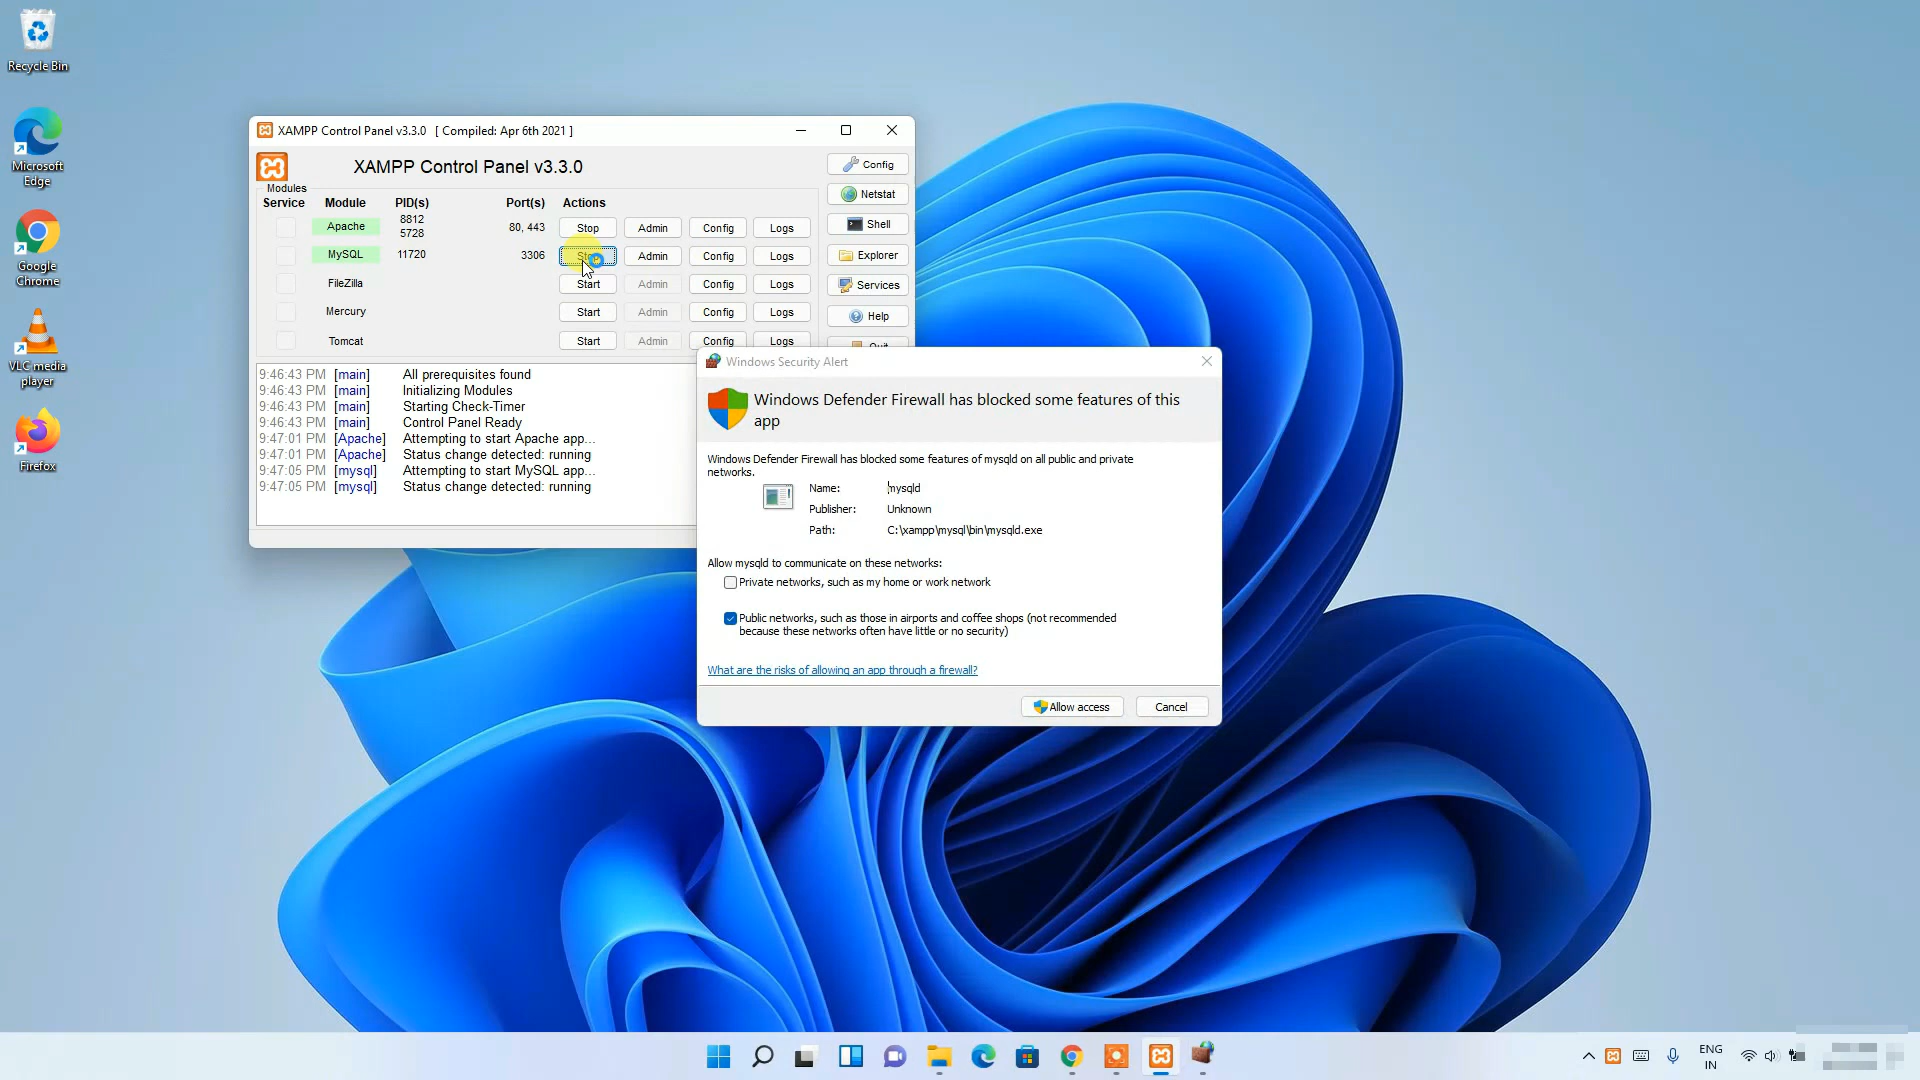 Recycle Bin
Microsoft
Edge
Google
Chrome
VLC media
player
Firefox
XAMPP Control Panel v3.3.0 [ Compiled: Apr 6th 2021 ]
XAMPP Control Panel v3.3.0
Modules
Service Module PID(s) Port(s) Actions
Apache 8812 5728 80, 443 Stop Admin Config Logs
MySQL 11720 3306 Admin Config Logs
FileZilla Start Admin Config Logs
Mercury Start Admin Config Logs
Tomcat Start Admin Config Logs
Config
Netstat
Shell
Explorer
Services
Help
Quit
9:46:43 PM [main] All prerequisites found
9:46:43 PM [main] Initializing Modules
9:46:43 PM [main] Starting Check-Timer
9:46:43 PM [main] Control Panel Ready
9:47:01 PM [Apache] Attempting to start Apache app...
9:47:01 PM [Apache] Status change detected: running
9:47:05 PM [mysql] Attempting to start MySQL app...
9:47:05 PM [mysql] Status change detected: running
Windows Security Alert
Windows Defender Firewall has blocked some features of this
app
Windows Defender Firewall has blocked some features of mysqld on all public and private
networks.
Name: mysqld
Publisher: Unknown
Path: C:\xampp\mysql\bin\mysqld.exe
Allow mysqld to communicate on these networks:
Private networks, such as my home or work network
Public networks, such as those in airports and coffee shops (not recommended
because these networks often have little or no security)
What are the risks of allowing an app through a firewall?
Allow access Cancel
ENG
IN